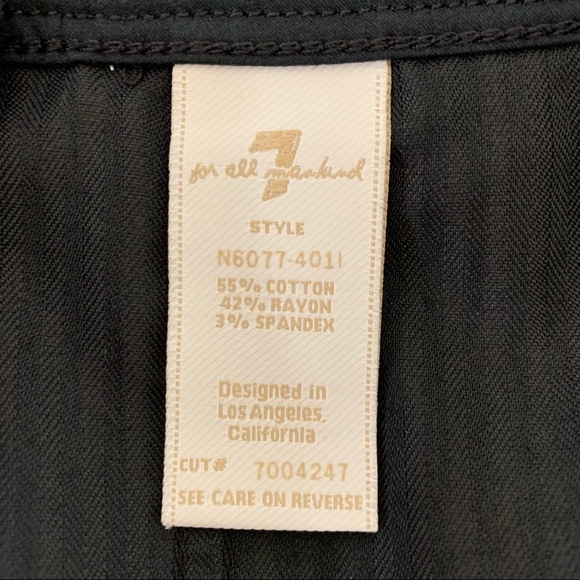 7
for all mankind
STYLE
N6077-4011
55% COTTON
42% RAYON
3% SPANDEX
Designed in
Los Angeles,
California
CUT# 7004247
SEE CARE ON REVERSE